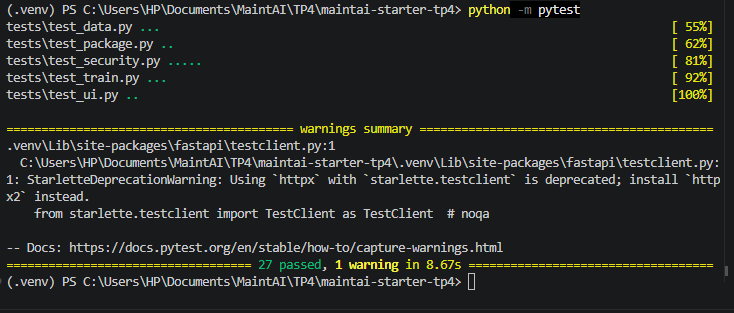 (.venv) PS C:\Users\HP\Documents\MaintAI\TP4\maintai-starter-tp4> python -m pytest
tests\test_data.py ... [ 55%]
tests\test_package.py .. [ 62%]
tests\test_security.py ..... [ 81%]
tests\test_train.py ... [ 92%]
tests\test_ui.py .. [100%]
========================================= warnings summary ==========================================
.venv\Lib\site-packages\fastapi\testclient.py:1
  C:\Users\HP\Documents\MaintAI\TP4\maintai-starter-tp4\.venv\Lib\site-packages\fastapi\testclient.py:
1: StarletteDeprecationWarning: Using `httpx` with `starlette.testclient` is deprecated; install `http
x2` instead.
    from starlette.testclient import TestClient as TestClient  # noqa
-- Docs: https://docs.pytest.org/en/stable/how-to/capture-warnings.html
=================================== 27 passed, 1 warning in 8.67s ===================================
(.venv) PS C:\Users\HP\Documents\MaintAI\TP4\maintai-starter-tp4>